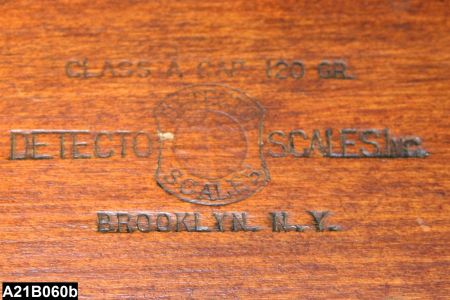 CLASS A CAP. 120 GR.
DETECTO SCALES INC.
SCALES
BROOKLYN. N. Y.
A21B060b